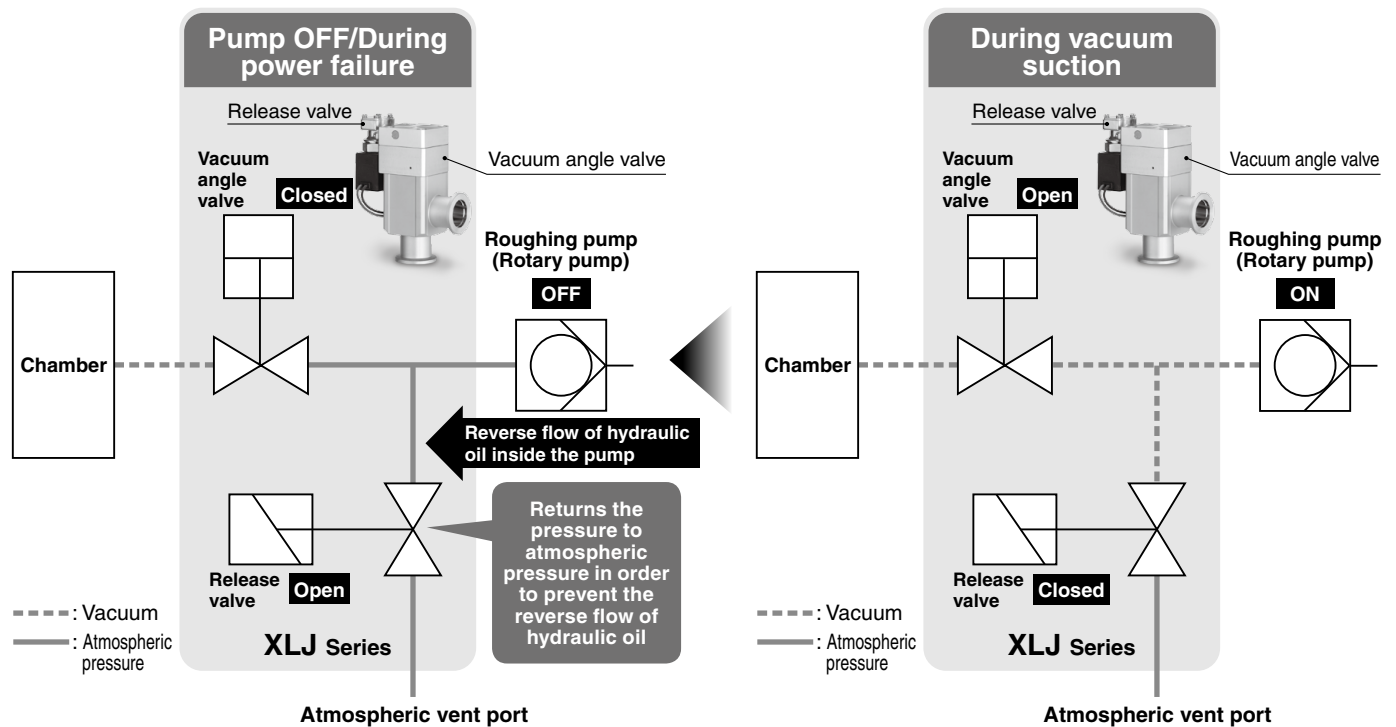 Pump OFF/During
power failure
Release valve
Vacuum angle valve
Vacuum
angle
valve
Closed
Roughing pump
(Rotary pump)
OFF
Chamber
Reverse flow of hydraulic
oil inside the pump
Returns the
pressure to
atmospheric
pressure in order
to prevent the
reverse flow of
hydraulic oil
Release
valve
Open
: Vacuum
: Atmospheric
pressure
XLJ Series
Atmospheric vent port
During vacuum
suction
Release valve
Vacuum angle valve
Vacuum
angle
valve
Open
Roughing pump
(Rotary pump)
ON
Chamber
Release
valve
Closed
: Vacuum
: Atmospheric
pressure
XLJ Series
Atmospheric vent port